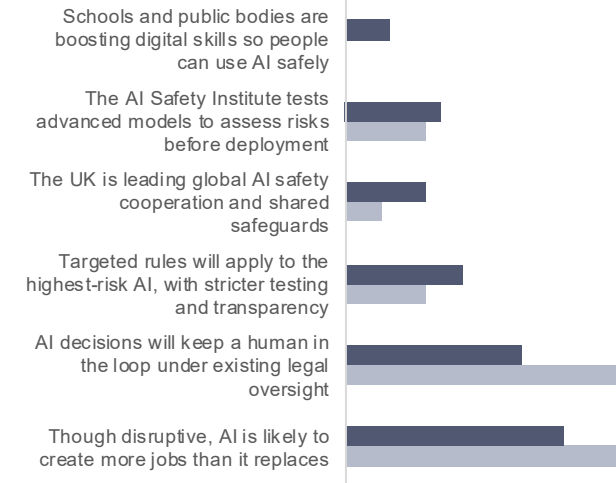 Schools and public bodies are
boosting digital skills so people
can use AI safely
The AI Safety Institute tests
advanced models to assess risks
before deployment
The UK is leading global AI safety
cooperation and shared
safeguards
Targeted rules will apply to the
highest-risk AI, with stricter testing
and transparency
AI decisions will keep a human in
the loop under existing legal
oversight
Though disruptive, AI is likely to
create more jobs than it replaces